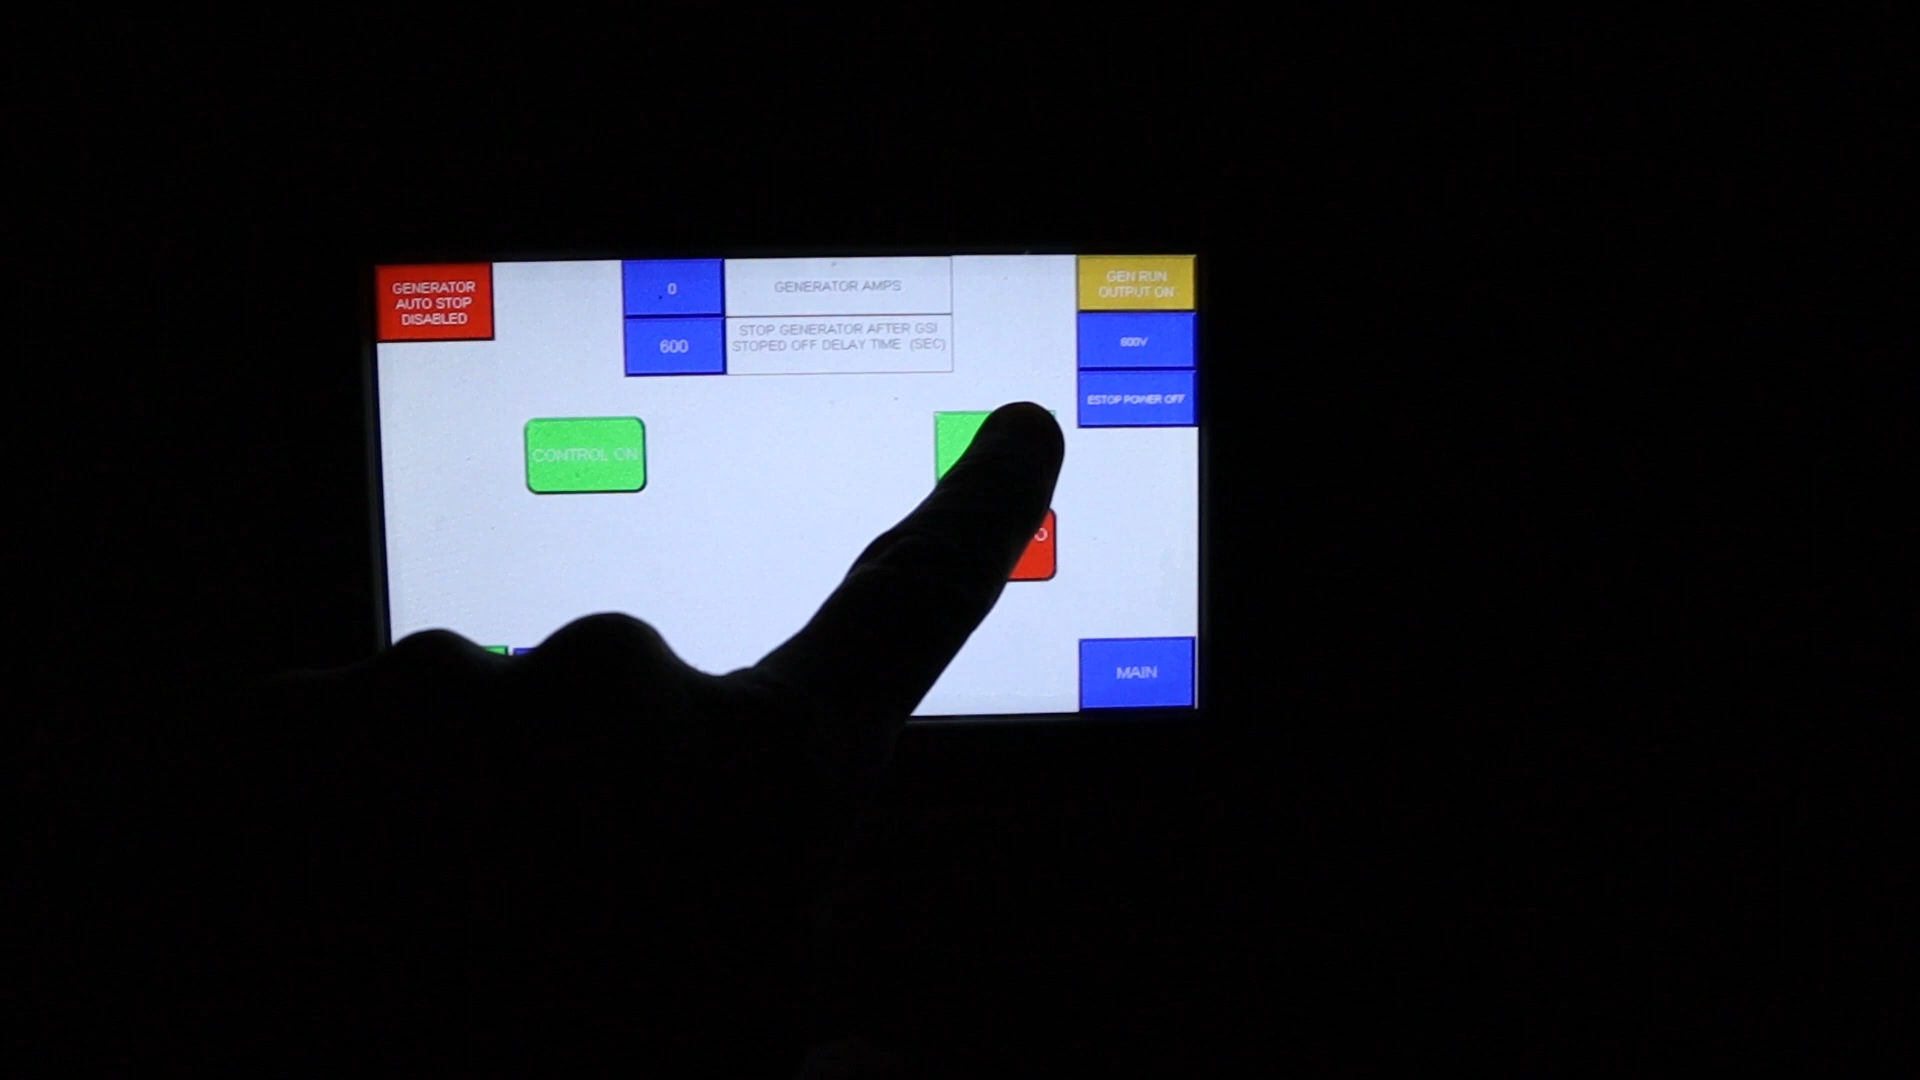 GENERATOR
AUTO STOP
DISABLED
0
GENERATOR AMPS
600
STOP GENERATOR AFTER GSI
STOPED OFF DELAY TIME (SEC)
GEN RUN
OUTPUT ON
600V
ESTOP POWER OFF
CONTROL ON
MAIN